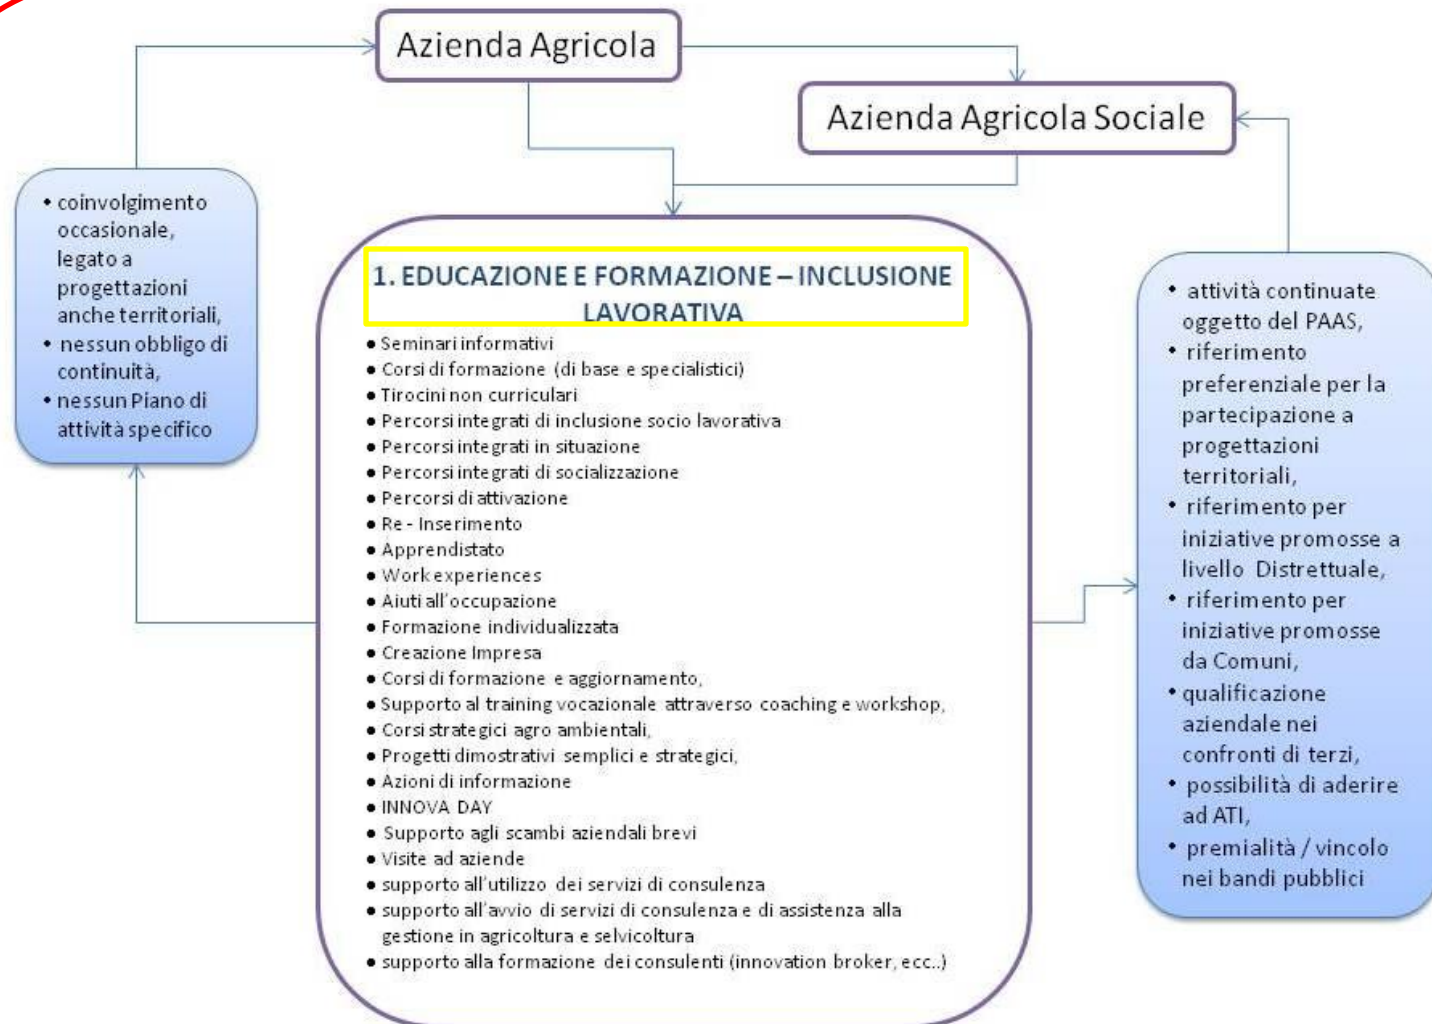 Azienda Agricola
Azienda Agricola Sociale
• coinvolgimento
occasionale,
legato a
progettazioni
anche territoriali,
• nessun obbligo di
continuità,
• nessun Piano di
attività specifico
1. EDUCAZIONE E FORMAZIONE – INCLUSIONE
LAVORATIVA
● Seminari informativi
● Corsi di formazione (di base e specialistici)
● Tirocini non curriculari
● Percorsi integrati di inclusione socio lavorativa
● Percorsi integrati in situazione
● Percorsi integrati di socializzazione
● Percorsi di attivazione
● Re - Inserimento
● Apprendistato
● Work experiences
● Aiuti all'occupazione
● Formazione individualizzata
● Creazione Impresa
● Corsi di formazione e aggiornamento,
● Supporto al training vocazionale attraverso coaching e workshop,
● Corsi strategici agro ambientali,
● Progetti dimostrativi semplici e strategici,
● Azioni di informazione
● INNOVA DAY
● Supporto agli scambi aziendali brevi
● Visite ad aziende
● supporto all'utilizzo dei servizi di consulenza
● supporto all'avvio di servizi di consulenza e di assistenza alla
gestione in agricoltura e selvicoltura
● supporto alla formazione dei consulenti (innovation broker, ecc..)
• attività continuate
oggetto del PAAS,
• riferimento
preferenziale per la
partecipazione a
progettazioni
territoriali,
• riferimento per
iniziative promosse a
livello Distrettuale,
• riferimento per
iniziative promosse
da Comuni,
• qualificazione
aziendale nei
confronti di terzi,
• possibilità di aderire
ad ATI,
• premialità / vincolo
nei bandi pubblici